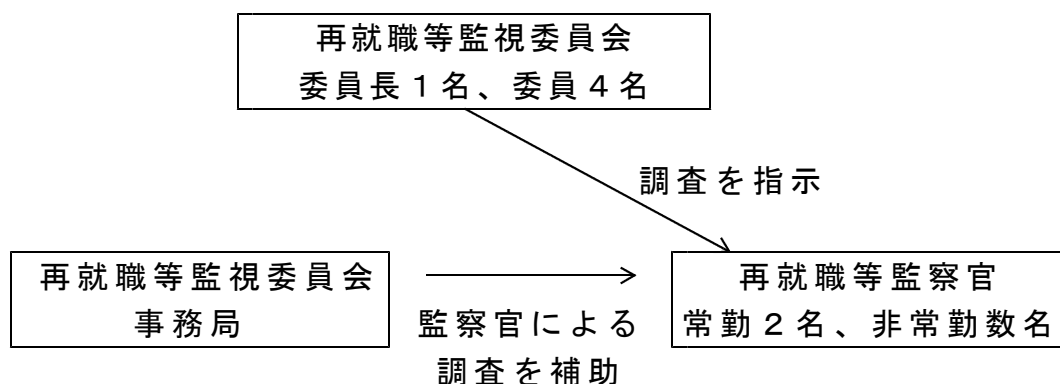 再就職等監視委員会
委員長１名、委員４名
調査を指示
再就職等監視委員会
事務局
監察官による
調査を補助
再就職等監察官
常勤２名、非常勤数名